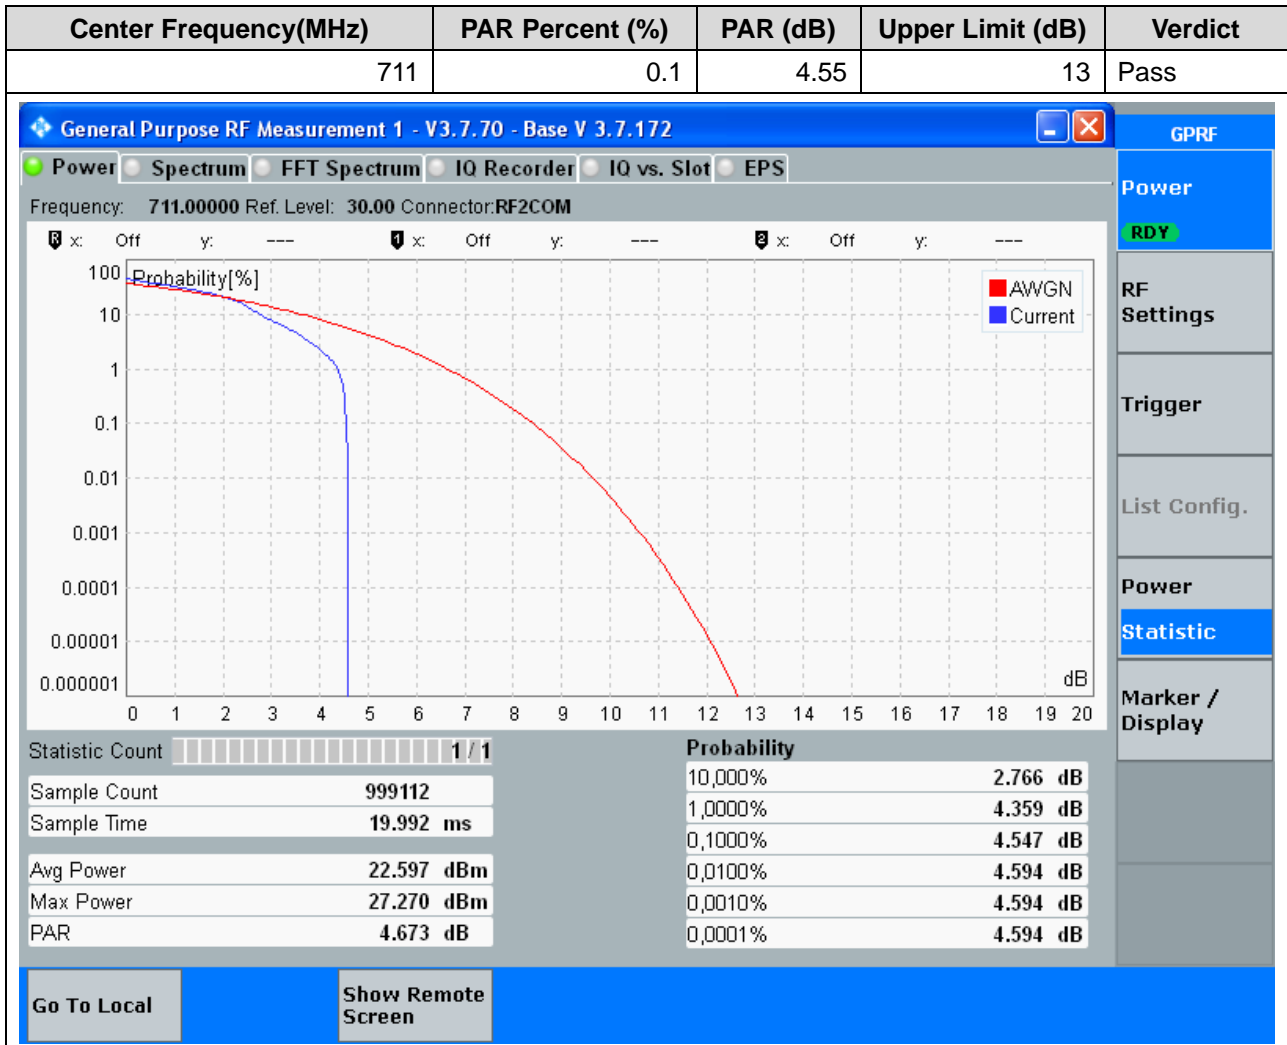 Center Frequency(MHz) PAR Percent (%) PAR (dB) Upper Limit (dB) Verdict
711 0.1 4.55 13 Pass
General Purpose RF Measurement 1 - V3.7.70 - Base V 3.7.172
GPRF
Power Spectrum FFT Spectrum IQ Recorder IQ vs. Slot EPS
Frequency: 711.00000 Ref. Level: 30.00 Connector:RF2COM
R x: Off y: --- 1 x: Off y: --- 2 x: Off y: ---
Probability[%]
AWGN
Current
100
10
1
0.1
0.01
0.001
0.0001
0.00001
0.000001
dB
0 1 2 3 4 5 6 7 8 9 10 11 12 13 14 15 16 17 18 19 20
Statistic Count 1 / 1
Sample Count 999112
Sample Time 19.992 ms
Avg Power 22.597 dBm
Max Power 27.270 dBm
PAR 4.673 dB
Probability
10,000% 2.766 dB
1,0000% 4.359 dB
0,1000% 4.547 dB
0,0100% 4.594 dB
0,0010% 4.594 dB
0,0001% 4.594 dB
Power
RDY
RF
Settings
Trigger
List Config.
Power
Statistic
Marker /
Display
Go To Local
Show Remote
Screen